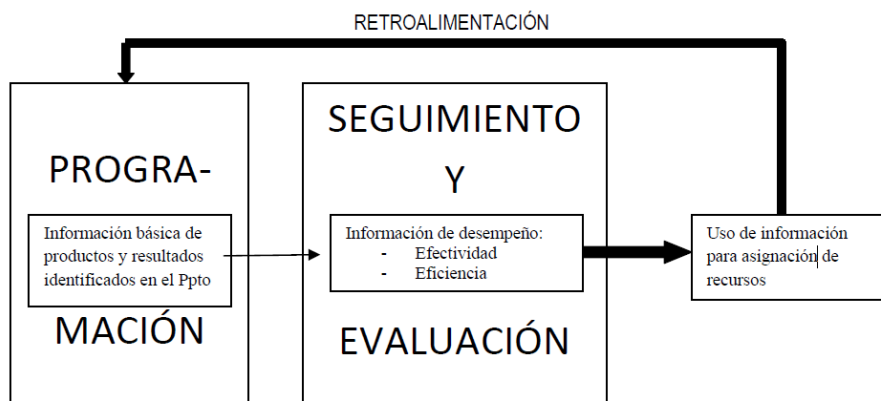 RETROALIMENTACIÓN
PROGRA-
Información básica de
productos y resultados
identificados en el Ppto
MACIÓN
SEGUIMIENTO
Y
Información de desempeño:
- Efectividad
- Eficiencia
EVALUACIÓN
Uso de información
para asignación de
recursos